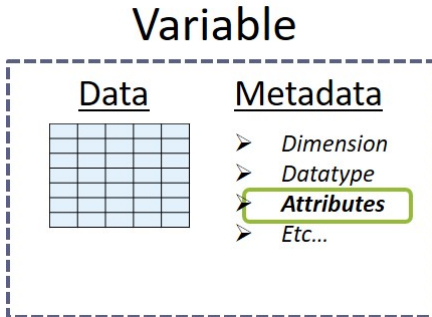 Variable
Data
Metadata
Dimension
Datatype
Attributes
Etc...